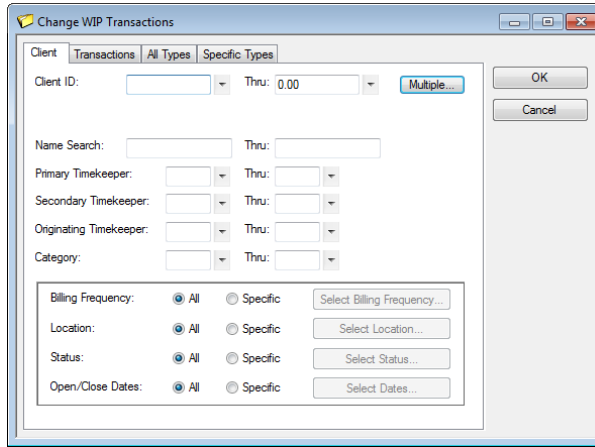 Change WIP Transactions
Client Transactions All Types Specific Types
Client ID: Thru: 0.00 Multiple... OK
Cancel
Name Search: Thru:
Primary Timekeeper: Thru:
Secondary Timekeeper: Thru:
Originating Timekeeper: Thru:
Category: Thru:
Billing Frequency: All Specific Select Billing Frequency...
Location: All Specific Select Location...
Status: All Specific Select Status...
Open/Close Dates: All Specific Select Dates...